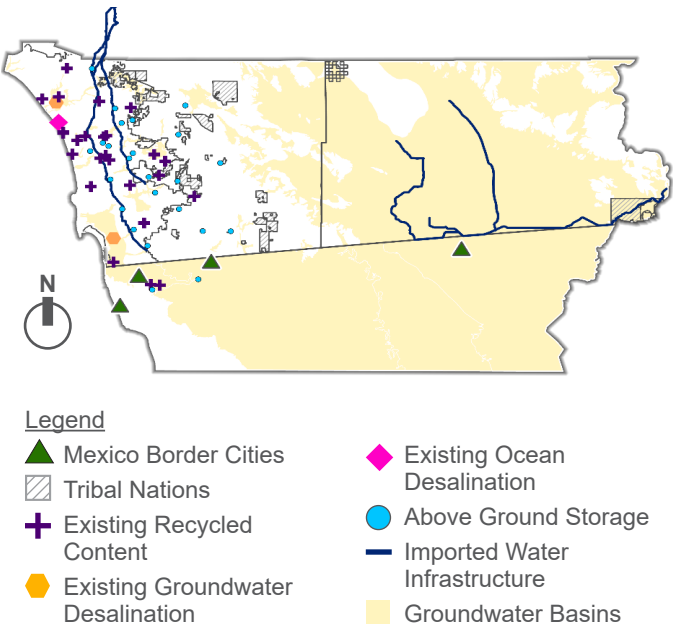 N
Legend
Mexico Border Cities
Tribal Nations
Existing Recycled
Content
Existing Groundwater
Desalination
Existing Ocean
Desalination
Above Ground Storage
Imported Water
Infrastructure
Groundwater Basins